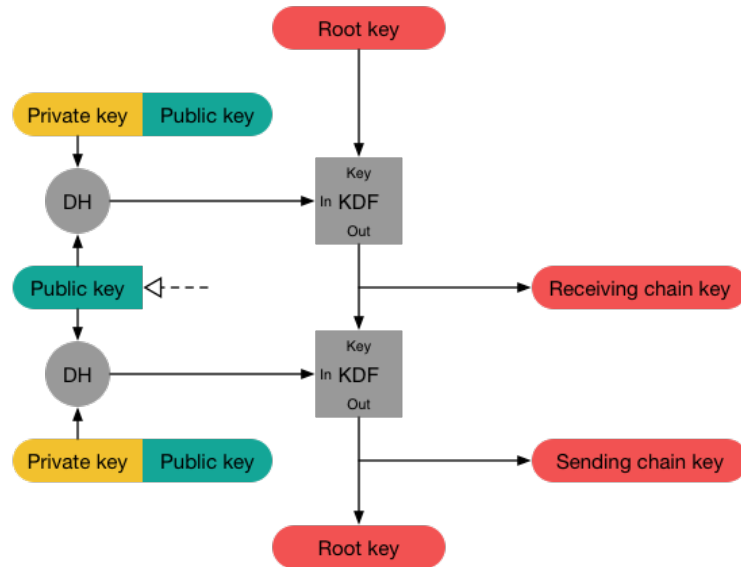 Root key
Private key Public key
Key
DH
In KDF
Out
Public key
Receiving chain key
Key
DH
In KDF
Out
Private key Public key
Sending chain key
Root key